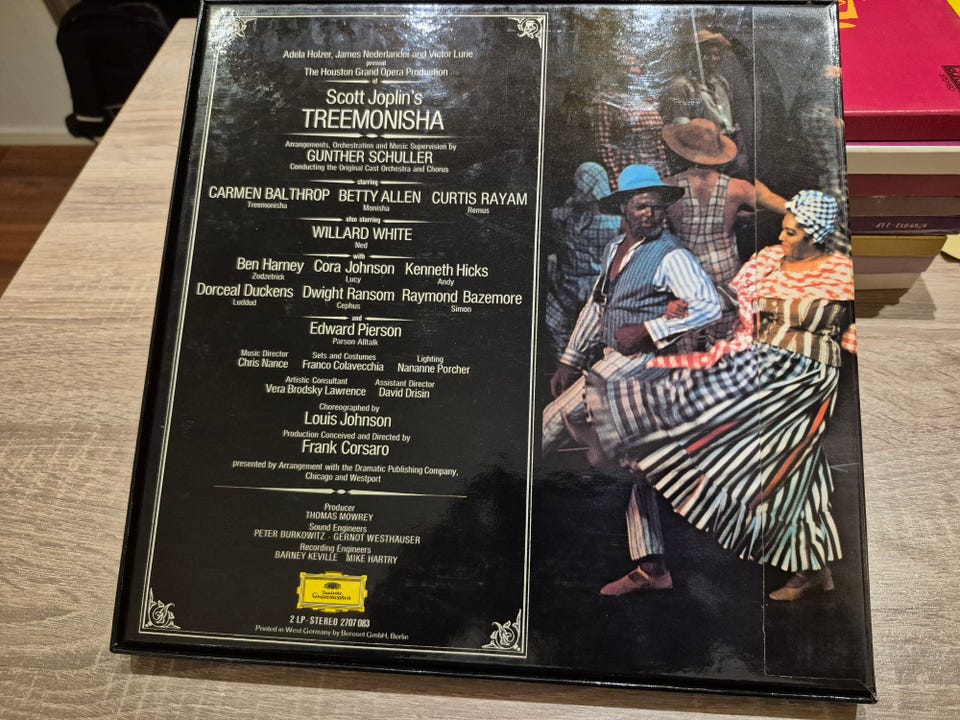 Adela Holzer, James Nederlander and Victor Lurie
present
The Houston Grand Opera Production
of
Scott Joplin's
TREEMONISHA
Arrangements, Orchestration and Music Supervision by
GUNTHER SCHULLER
Conducting the Original Cast Orchestra and Chorus
starring
CARMEN BALTHROP BETTY ALLEN CURTIS RAYAM
Treemonisha Monisha Remus
also starring
WILLARD WHITE
Ned
with
Ben Harney Cora Johnson Kenneth Hicks
Zodzetrick Lucy Andy
Dorceal Duckens Dwight Ransom Raymond Bazemore
Luddud Cephus Simon
and
Edward Pierson
Parson Alltalk
Music Director Sets and Costumes Lighting
Chris Nance Franco Colavecchia Nananne Porcher
Artistic Consultant Assistant Director
Vera Brodsky Lawrence David Drisin
Choreographed by
Louis Johnson
Production Conceived and Directed by
Frank Corsaro
presented by Arrangement with the Dramatic Publishing Company,
Chicago and Westport
Producer
THOMAS MOWREY
Sound Engineers
PETER BURKOWITZ · GERNOT WESTHAUSER
Recording Engineers
BARNEY KEVILLE MIKE HARTRY
Deutsche
Grammophon
2 LP · STEREO 2707 083
Printed in West Germany by Beroset GmbH, Berlin